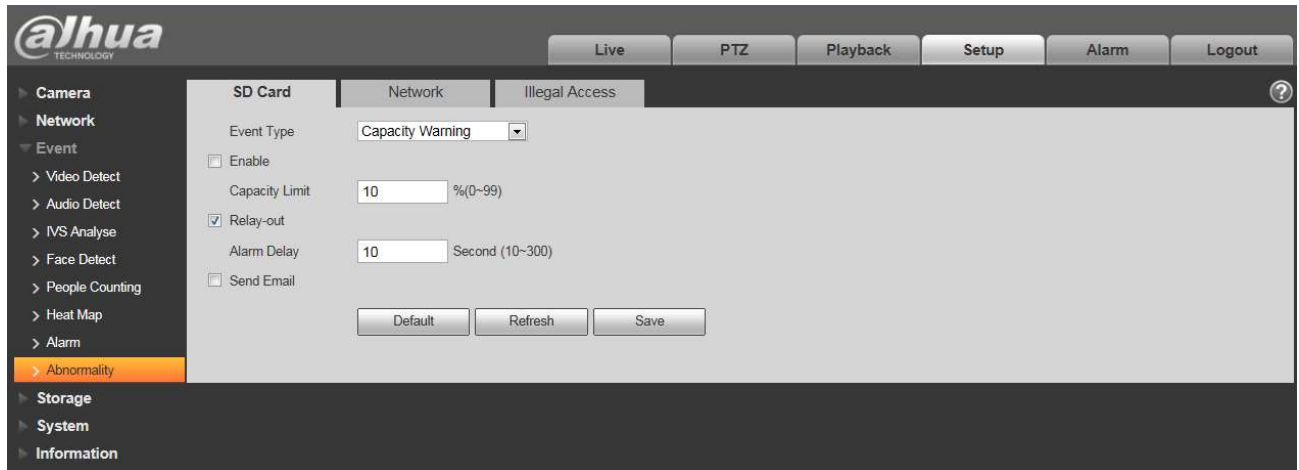 alhua
TECHNOLOGY
Live PTZ Playback Setup Alarm Logout
Camera
Network
Event
Video Detect
Audio Detect
IVS Analyse
Face Detect
People Counting
Heat Map
Alarm
Abnormality
Storage
System
Information
SD Card Network Illegal Access
?
Event Type Capacity Warning
Enable
Capacity Limit 10 %(0~99)
Relay-out
Alarm Delay 10 Second (10~300)
Send Email
Default Refresh Save